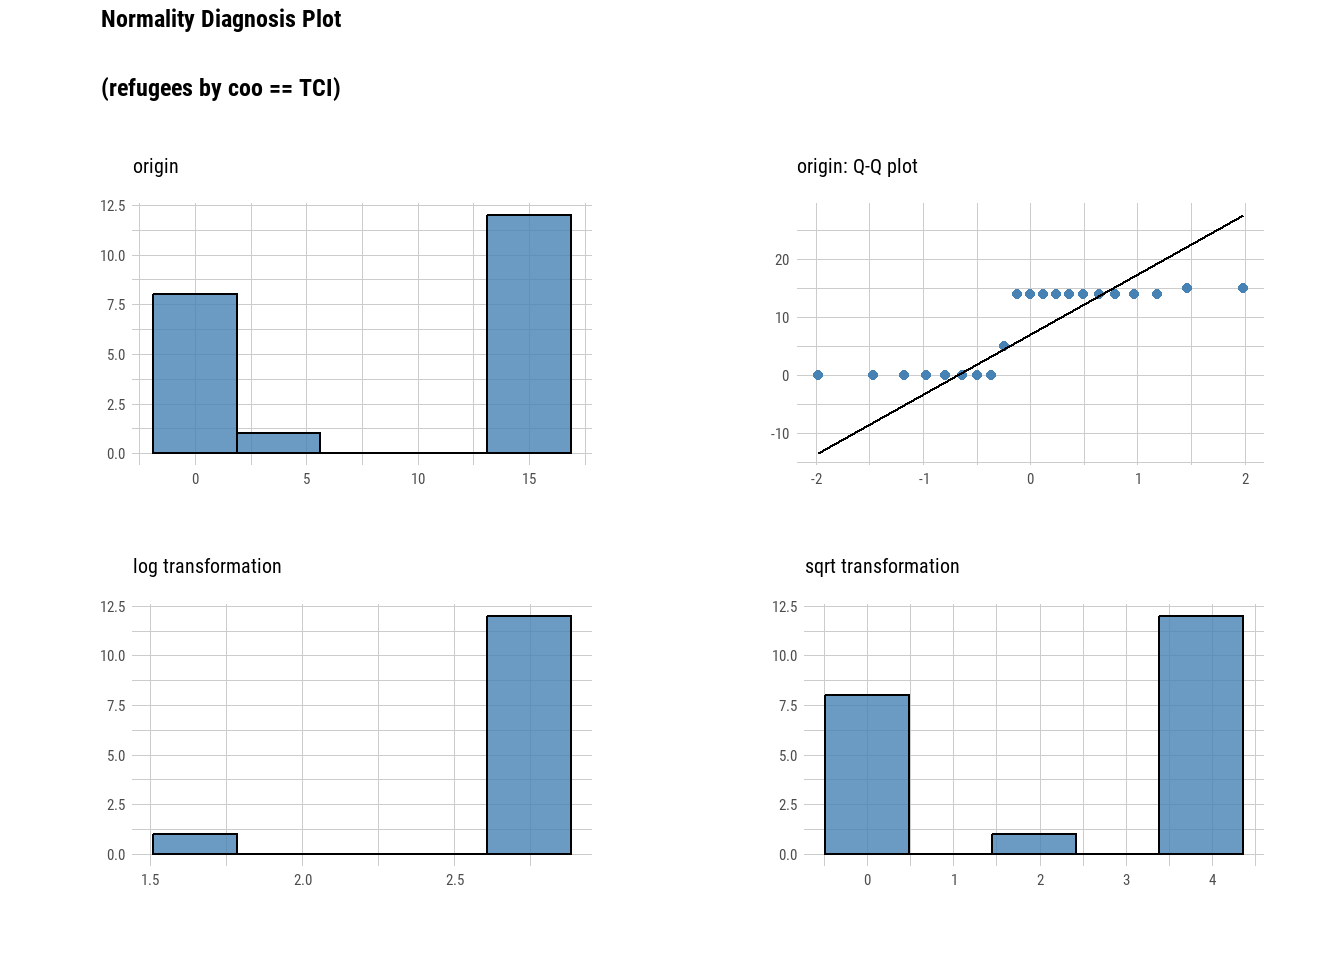 Normality Diagnosis Plot
(refugees by coo == TCI)
origin
12.5
10.0
7.5
5.0
2.5
0.0
0 5 10 15
origin: Q-Q plot
20
10
0
-10
-2 -1 0 1 2
log transformation
12.5
10.0
7.5
5.0
2.5
0.0
1.5 2.0 2.5
sqrt transformation
12.5
10.0
7.5
5.0
2.5
0.0
0 1 2 3 4